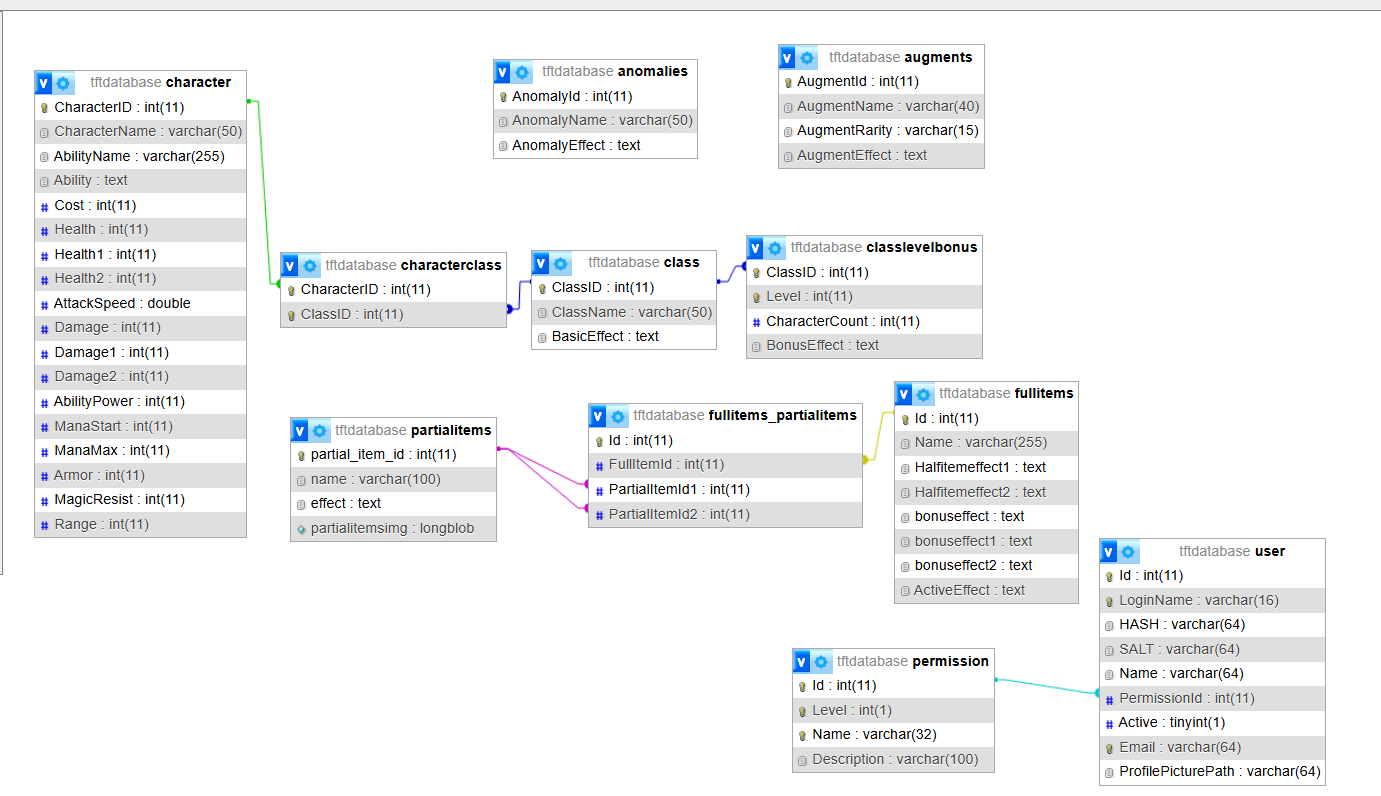 tftdatabase character
CharacterID : int(11)
CharacterName : varchar(50)
AbilityName : varchar(255)
Ability : text
Cost : int(11)
Health : int(11)
Health1 : int(11)
Health2 : int(11)
AttackSpeed : double
Damage : int(11)
Damage1 : int(11)
Damage2 : int(11)
AbilityPower : int(11)
ManaStart : int(11)
ManaMax : int(11)
Armor : int(11)
MagicResist : int(11)
Range : int(11)
tftdatabase anomalies
AnomalyId : int(11)
AnomalyName : varchar(50)
AnomalyEffect : text
tftdatabase augments
AugmentId : int(11)
AugmentName : varchar(40)
AugmentRarity : varchar(15)
AugmentEffect : text
tftdatabase characterclass
CharacterID : int(11)
ClassID : int(11)
tftdatabase class
ClassID : int(11)
ClassName : varchar(50)
BasicEffect : text
tftdatabase classlevelbonus
ClassID : int(11)
Level : int(11)
CharacterCount : int(11)
BonusEffect : text
tftdatabase partialitems
partial_item_id : int(11)
name : varchar(100)
effect : text
partialitemsimg : longblob
tftdatabase fullitems_partialitems
Id : int(11)
FullItemId : int(11)
PartialItemId1 : int(11)
PartialItemId2 : int(11)
tftdatabase fullitems
Id : int(11)
Name : varchar(255)
Halfitemeffect1 : text
Halfitemeffect2 : text
bonuseffect : text
bonuseffect1 : text
bonuseffect2 : text
ActiveEffect : text
tftdatabase permission
Id : int(11)
Level : int(1)
Name : varchar(32)
Description : varchar(100)
tftdatabase user
Id : int(11)
LoginName : varchar(16)
HASH : varchar(64)
SALT : varchar(64)
Name : varchar(64)
PermissionId : int(11)
Active : tinyint(1)
Email : varchar(64)
ProfilePicturePath : varchar(64)